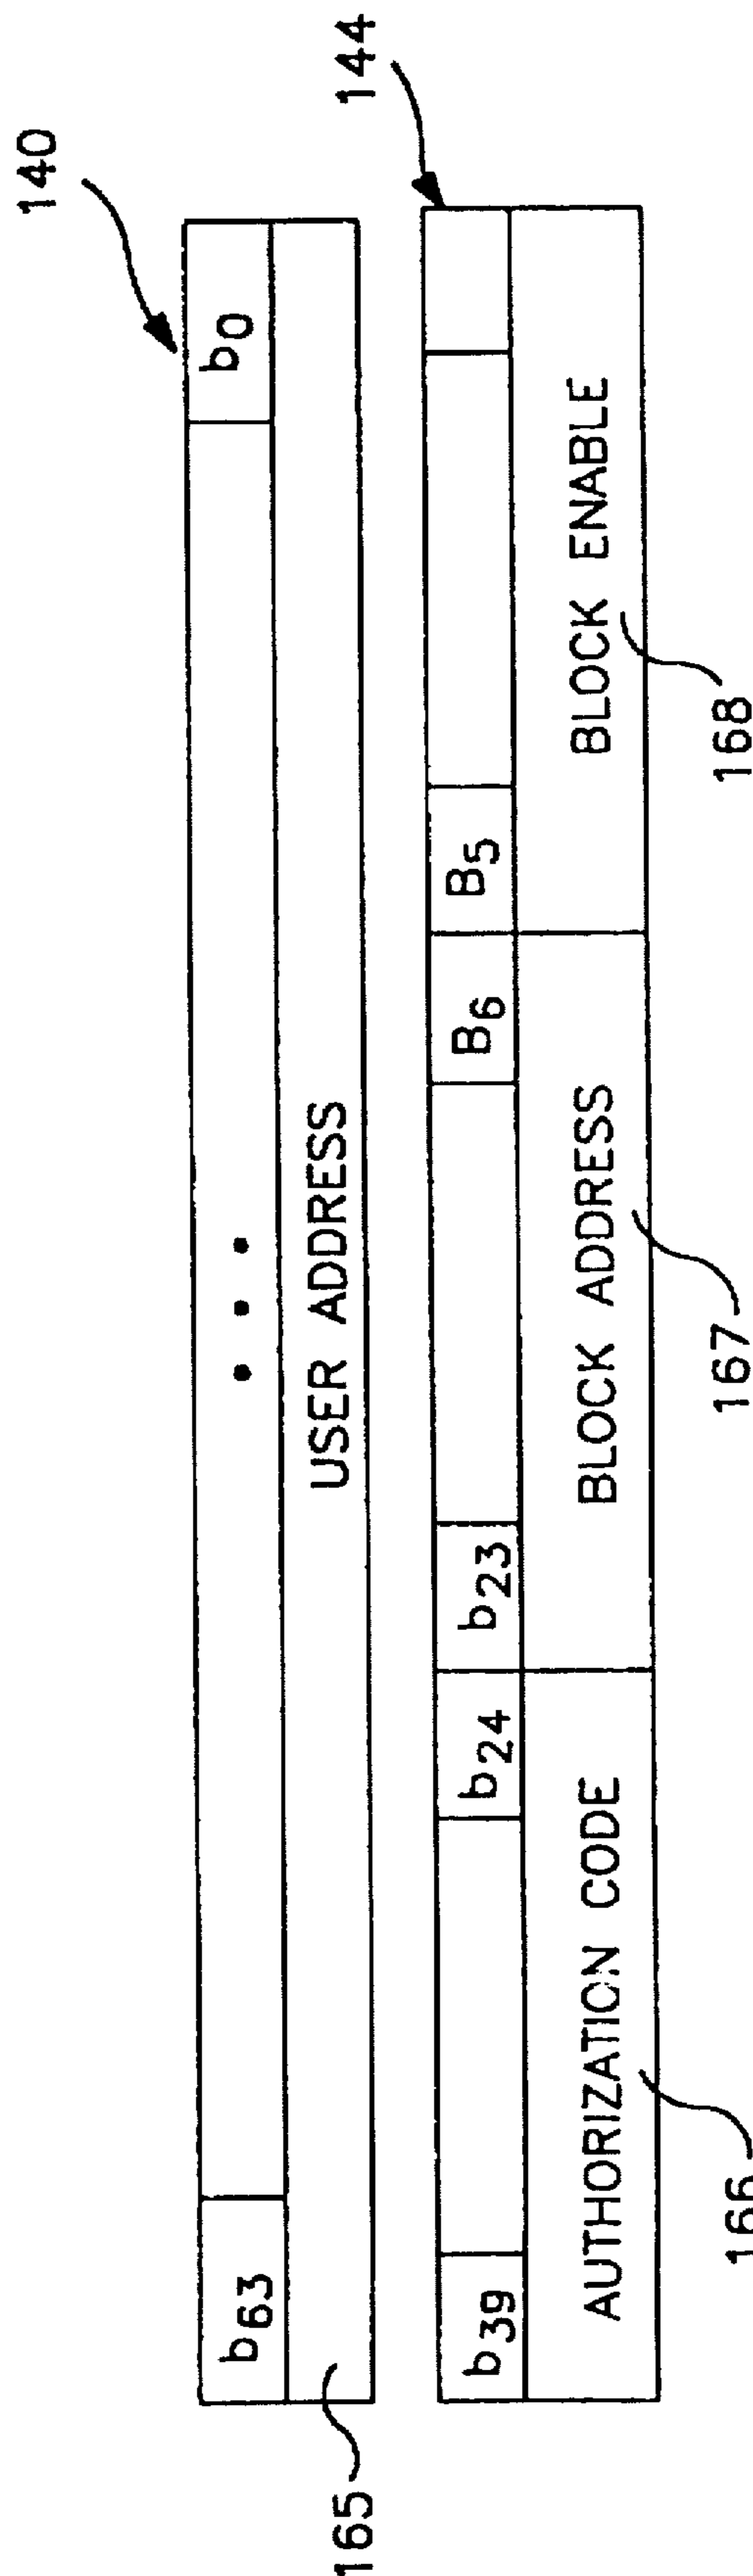 140
b63 • • • b0
USER ADDRESS
165
144
b39 b24 b23 B6 B5
AUTHORIZATION CODE BLOCK ADDRESS BLOCK ENABLE
166 167 168